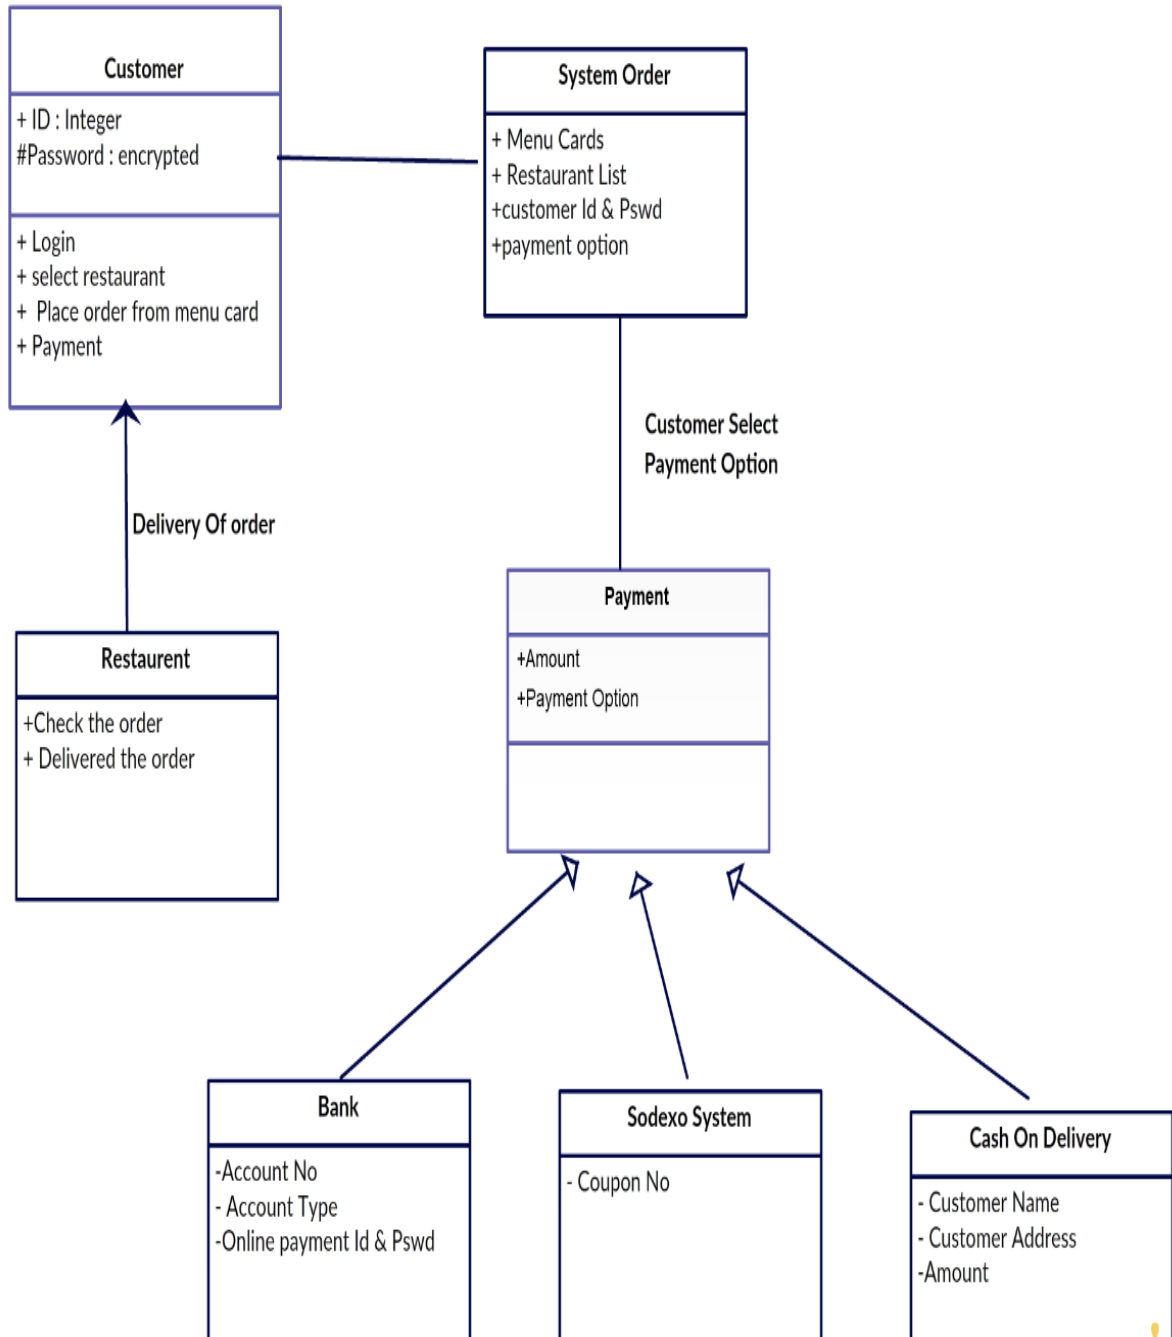 Customer
+ ID : Integer
#Password : encrypted
+ Login
+ select restaurant
+  Place order from menu card
+ Payment
System Order
+ Menu Cards
+ Restaurant List
+customer Id & Pswd
+payment option
Customer Select
Payment Option
Delivery Of order
Restaurent
+Check the order
+ Delivered the order
Payment
+Amount
+Payment Option
Bank
-Account No
- Account Type
-Online payment Id & Pswd
Sodexo System
- Coupon No
Cash On Delivery
- Customer Name
- Customer Address
-Amount